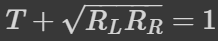 T + √(R_L R_R) = 1